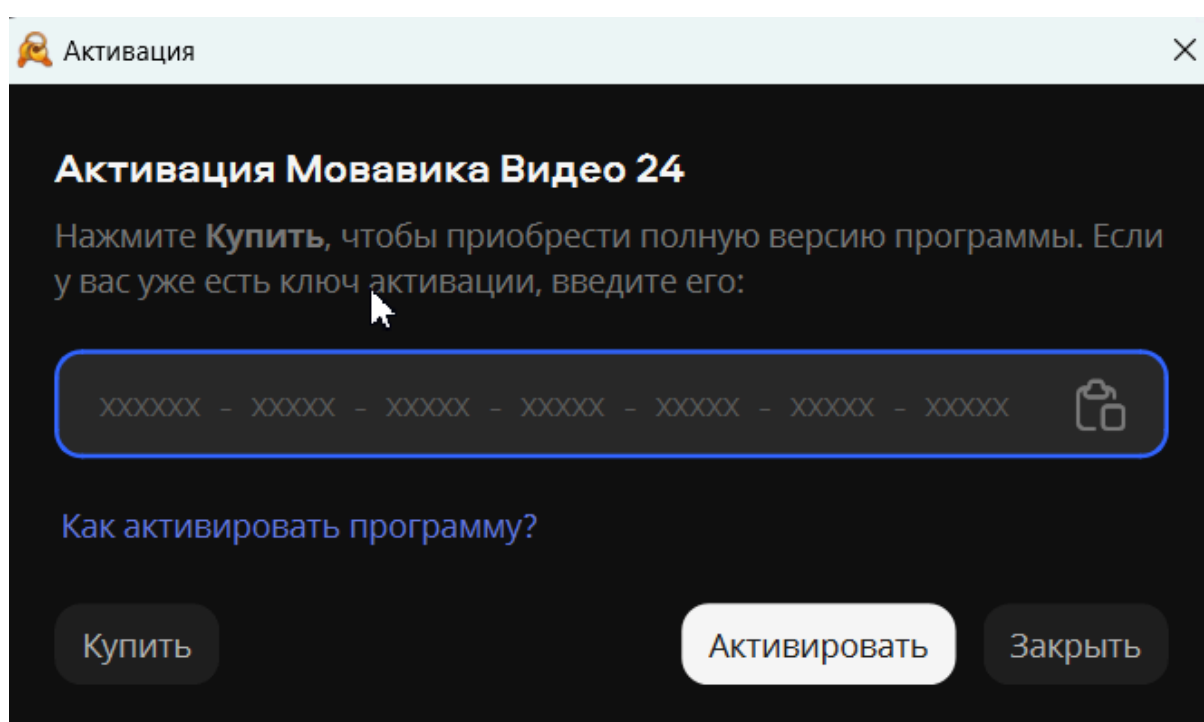 Активация
Активация Мовавика Видео 24
Нажмите Купить, чтобы приобрести полную версию программы. Если
у вас уже есть ключ активации, введите его:
XXXXXX - XXXXX - XXXXX - XXXXX - XXXXX - XXXXX - XXXXX
Как активировать программу?
Купить Активировать Закрыть